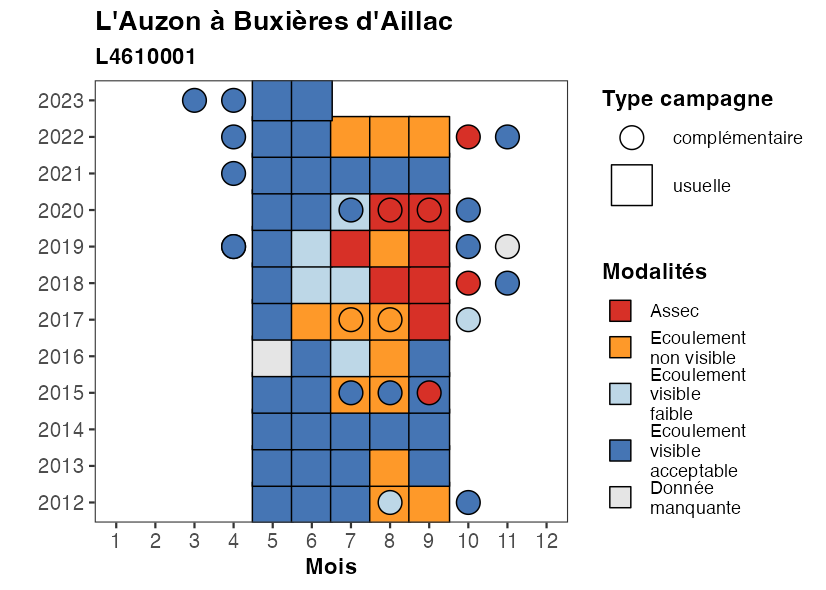 L'Auzon à Buxières d'Aillac
L4610001
2023
2022
2021
2020
2019
2018
2017
2016
2015
2014
2013
2012
1 2 3 4 5 6 7 8 9 10 11 12
Mois
Type campagne
complémentaire
usuelle
Modalités
Assec
Ecoulement
non visible
Ecoulement
visible
faible
Ecoulement
visible
acceptable
Donnée
manquante